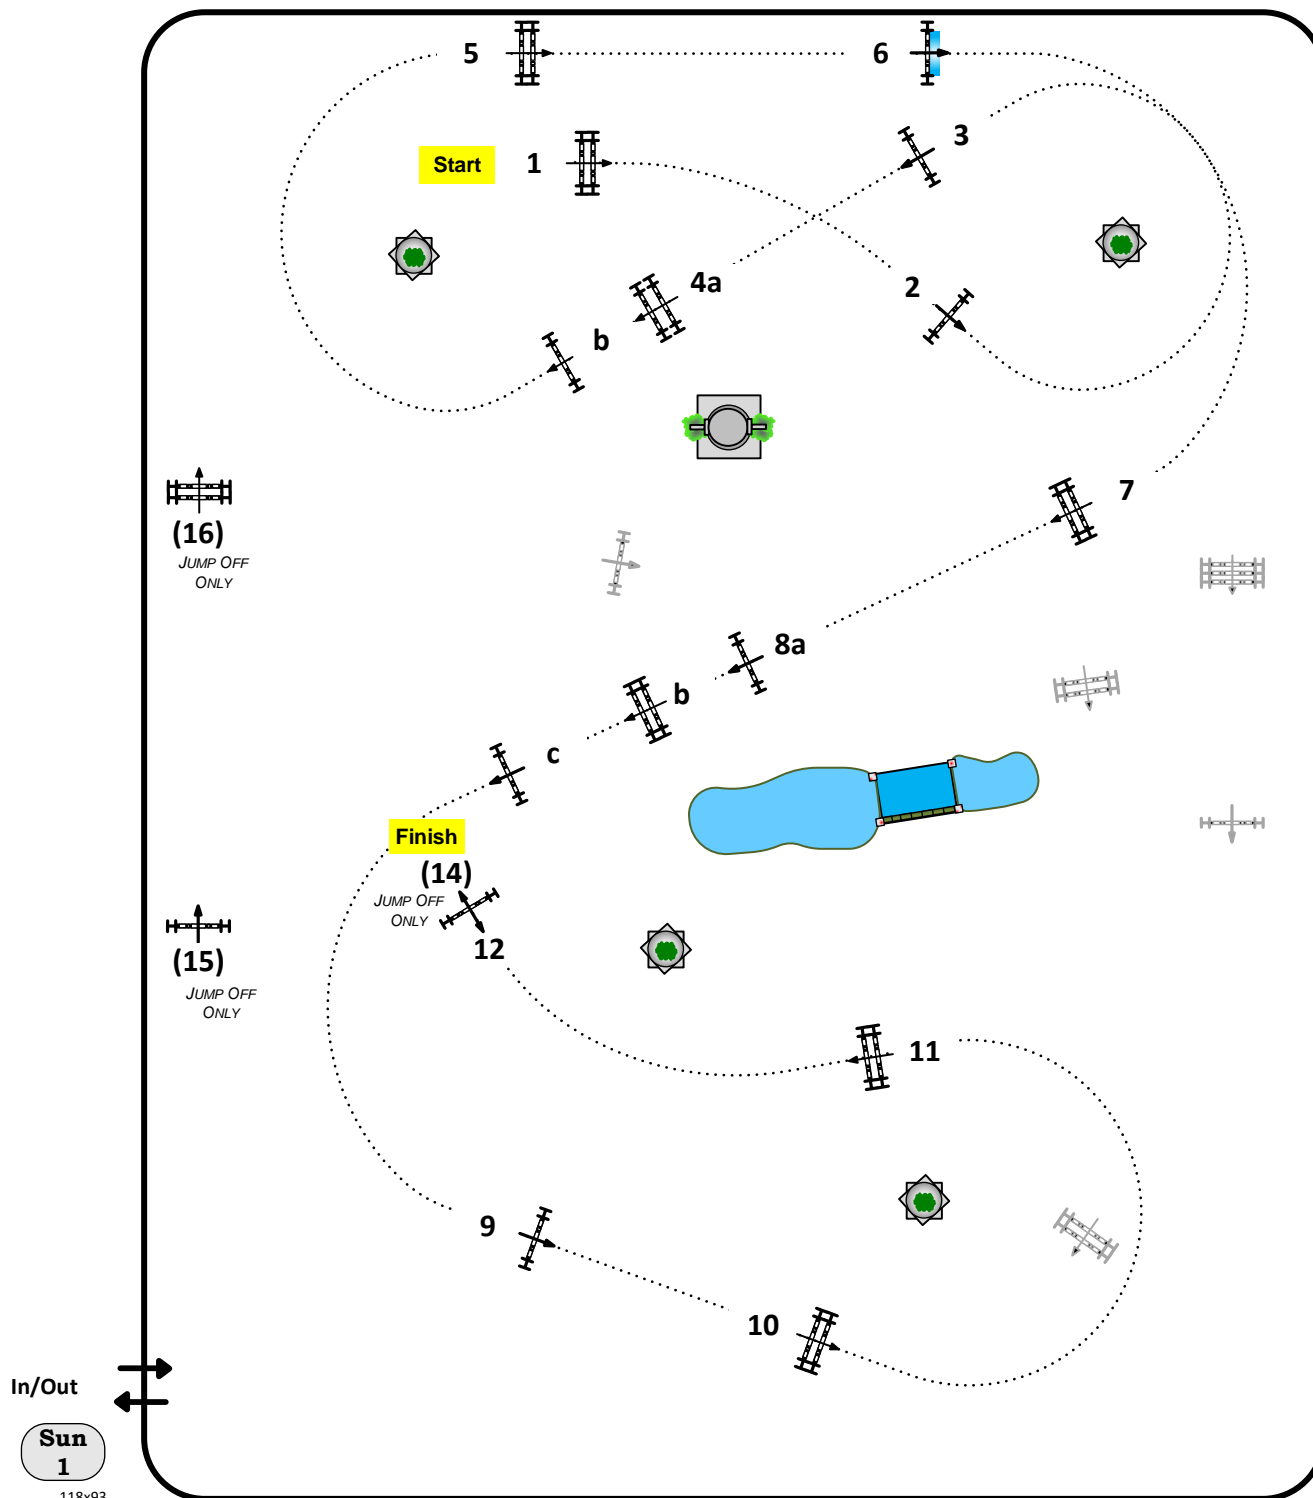 5
6
3
Start
1
4a
2
b
7
(16)
JUMP OFF
ONLY
8a
b
c
Finish
(14)
JUMP OFF
ONLY
12
(15)
JUMP OFF
ONLY
11
9
10
In/Out
Sun
1
118x93